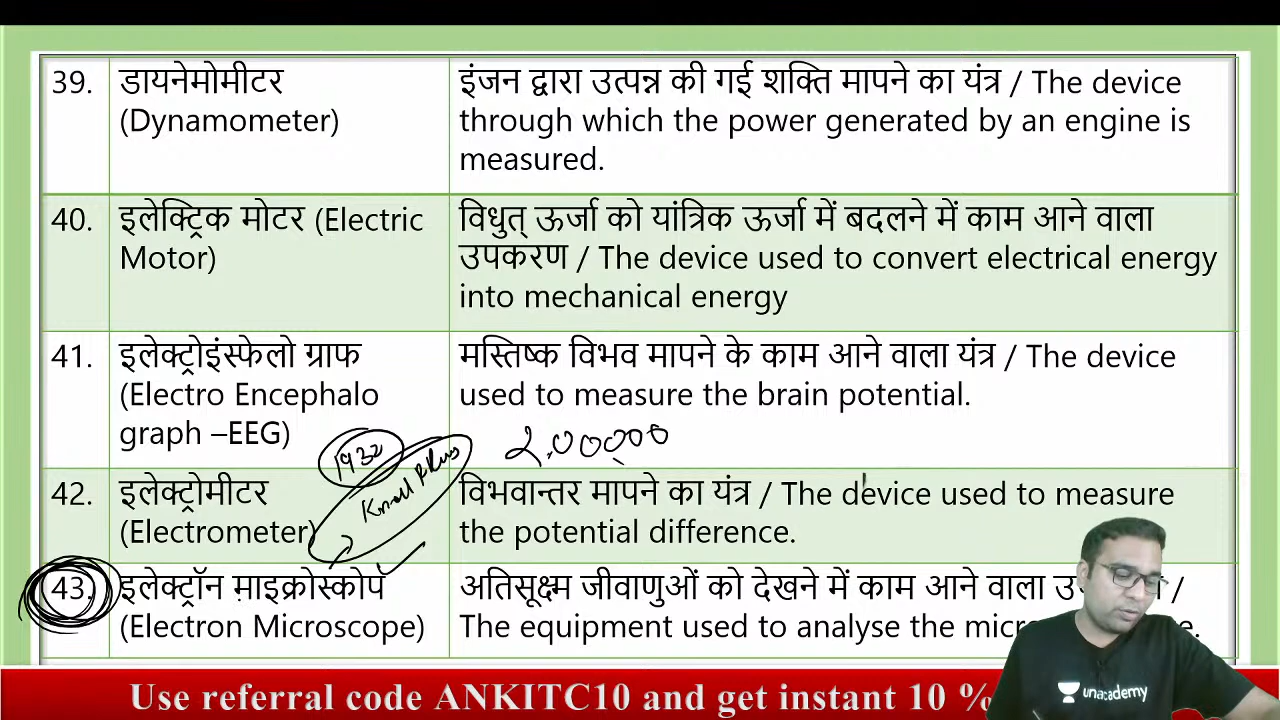 39.
डायनेमोमीटर
(Dynamometer)
इंजन द्वारा उत्पन्न की गई शक्ति मापने का यंत्र / The device
through which the power generated by an engine is
measured.
40.
इलेक्ट्रिक मोटर (Electric
Motor)
विधुत् ऊर्जा को यांत्रिक ऊर्जा में बदलने में काम आने वाला
उपकरण / The device used to convert electrical energy
into mechanical energy
41.
इलेक्ट्रोइंस्फेलो ग्राफ
(Electro Encephalo
graph –EEG)
मस्तिष्क विभव मापने के काम आने वाला यंत्र / The device
used to measure the brain potential.
1932
2,00,000
42.
इलेक्ट्रोमीटर
(Electrometer)
विभवान्तर मापने का यंत्र / The device used to measure
the potential difference.
43.
इलेक्ट्रॉन माइक्रोस्कोप
(Electron Microscope)
अतिसूक्ष्म जीवाणुओं को देखने में काम आने वाला /
The equipment used to analyse the
unacademy
Use referral code ANKITC10 and get instant 10 %